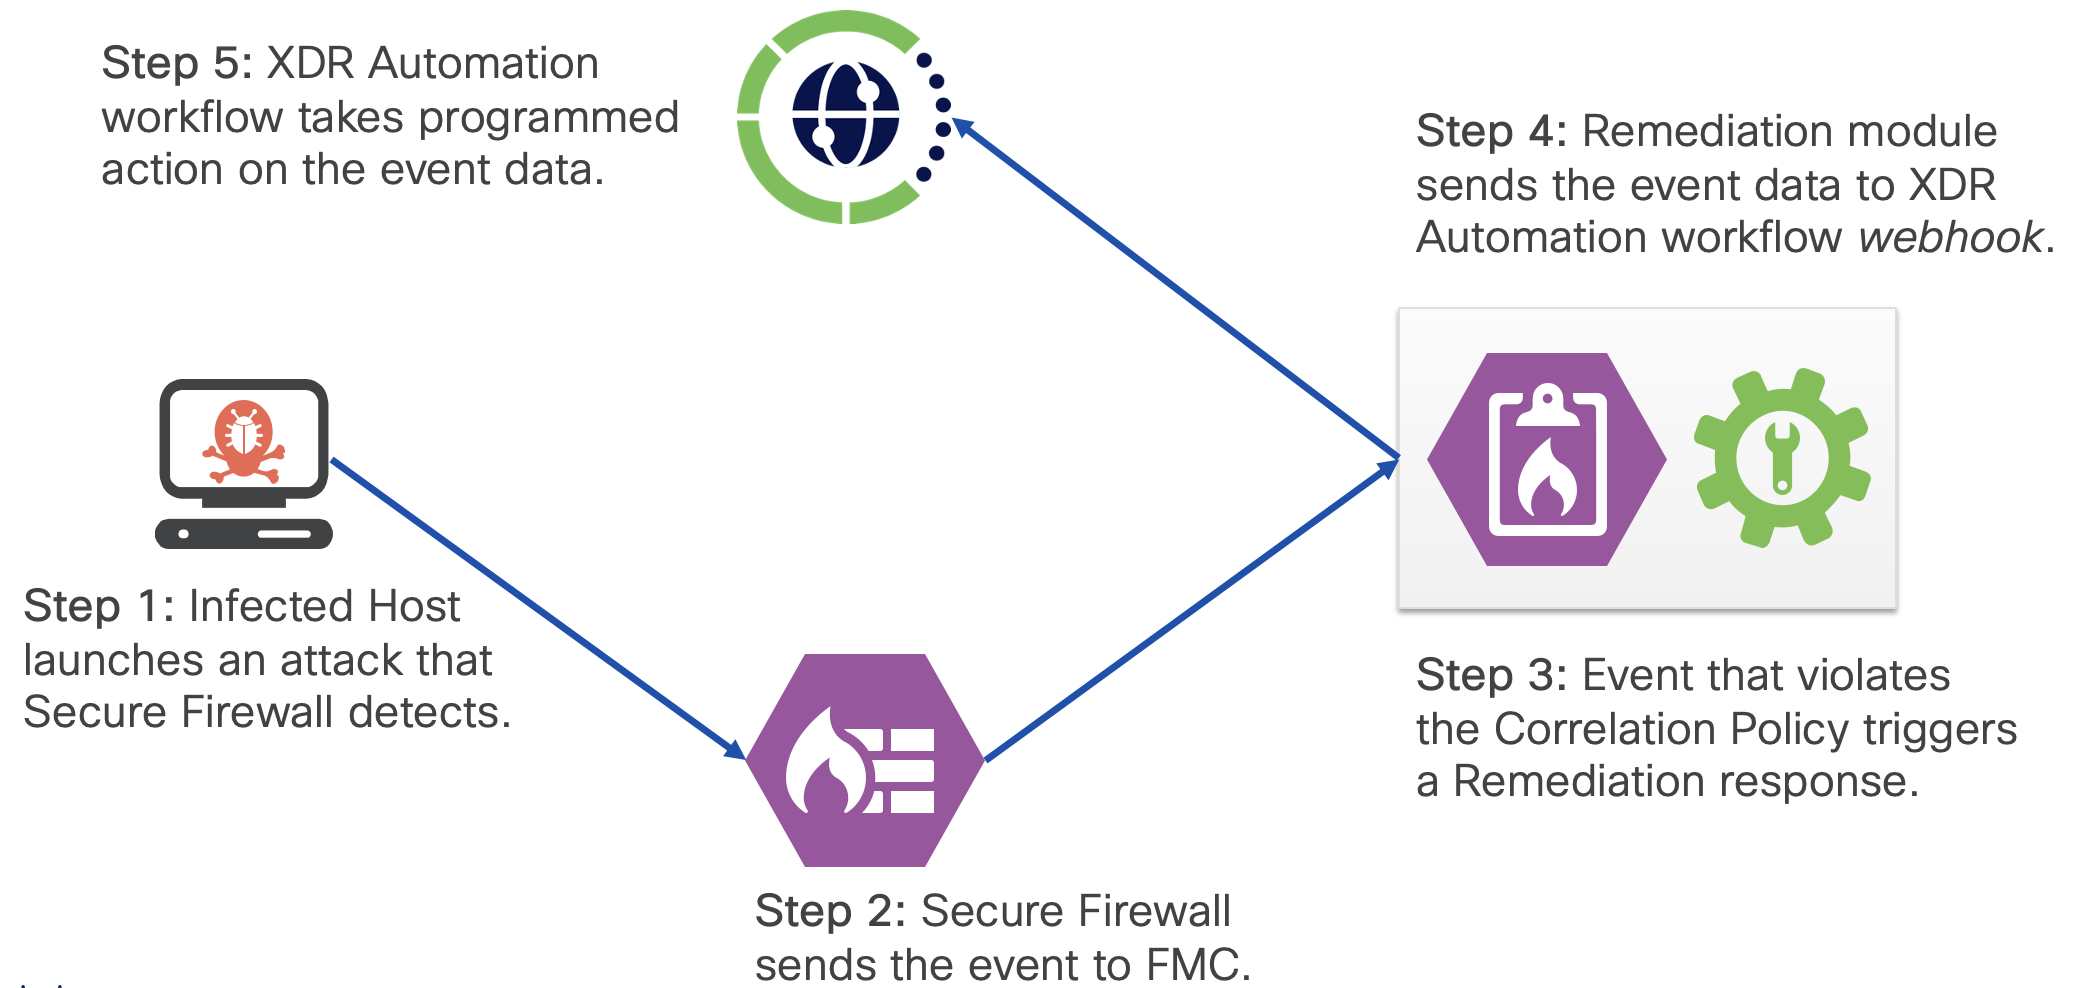 Step 5: XDR Automation
workflow takes programmed
action on the event data.
Step 4: Remediation module
sends the event data to XDR
Automation workflow webhook.
Step 1: Infected Host
launches an attack that
Secure Firewall detects.
Step 3: Event that violates
the Correlation Policy triggers
a Remediation response.
Step 2: Secure Firewall
sends the event to FMC.